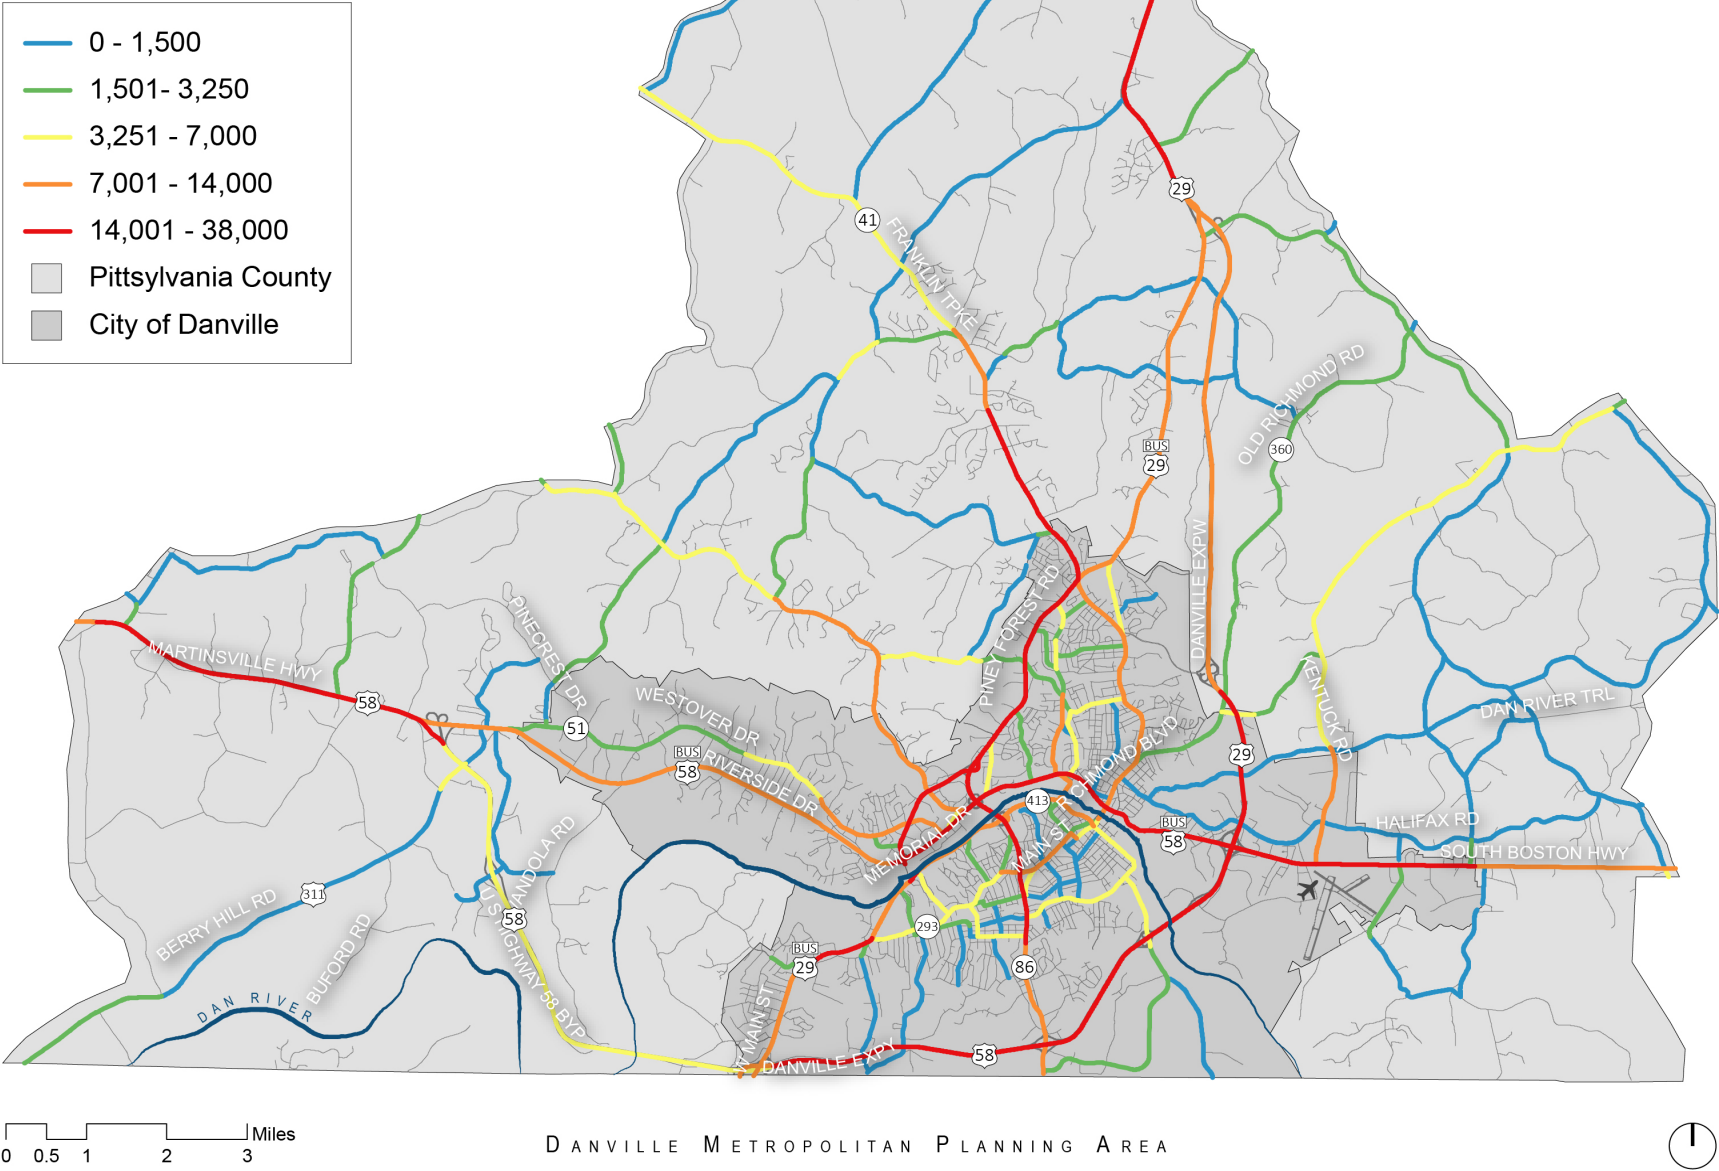 0 - 1,500
1,501- 3,250
3,251 - 7,000
7,001 - 14,000
14,001 - 38,000
Pittsylvania County
City of Danville
29
41
FRANKLIN TPKE
OLD RICHMOND RD
360
BUS
29
DANVILLE EXPW
PINEY FOREST RD
PINECREST DR
MARTINSVILLE HWY
58
WESTOVER DR
51
BUS
58
RIVERSIDE DR
KENTUCK RD
DAN RIVER TRL
29
RICHMOND BLVD
413
MEMORIAL DR
MAIN ST
BUS
58
HALIFAX RD
SOUTH BOSTON HWY
311
BERRY HILL RD
BUFORD RD
58
U S HIGHWAY 58 BYP
DAN RIVER
293
BUS
29
86
W MAIN ST
DANVILLE EXPY
58
0 0.5 1 2 3 Miles
DANVILLE METROPOLITAN PLANNING AREA